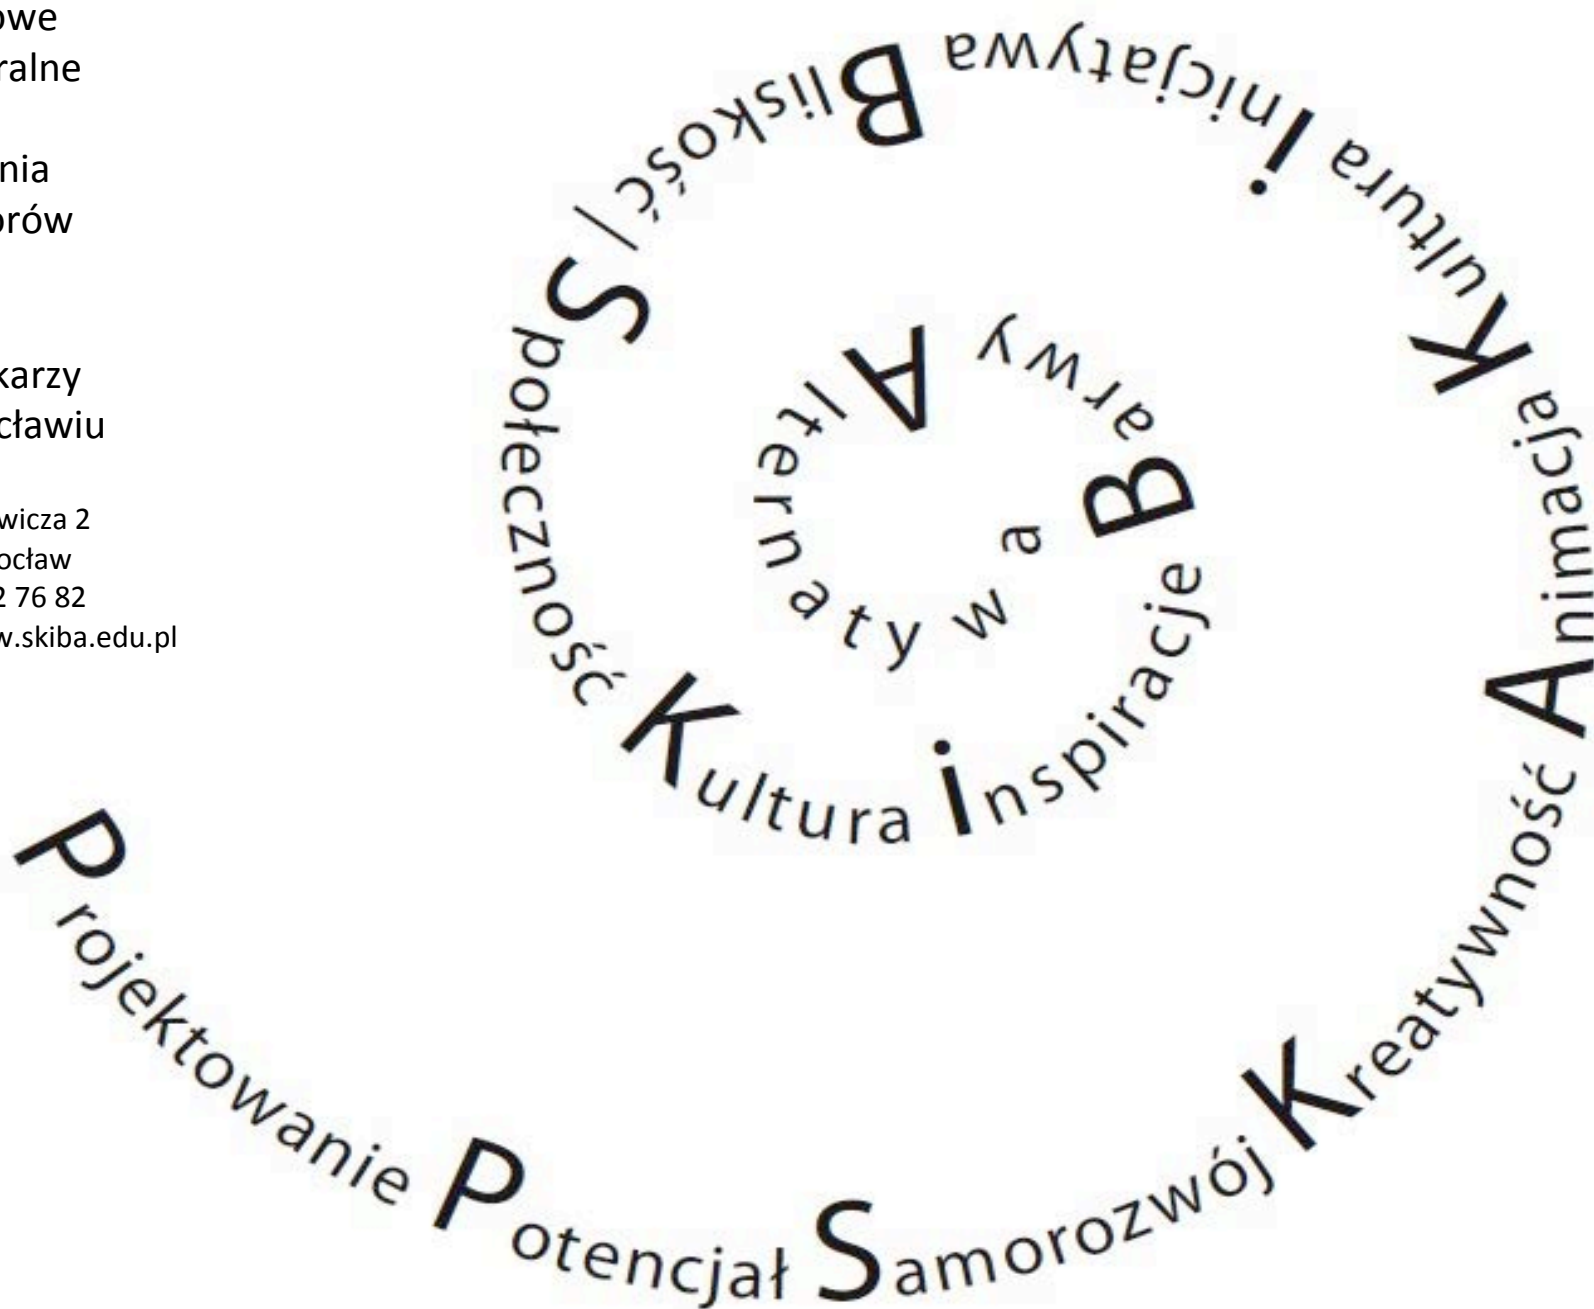 owe
ralne
nia
orów
karzy
cławiu
wicza 2
ocław
2 76 82
w.skiba.edu.pl
Projektowanie Potencjał Samorozwój Kreatywność Animacja Kultura Inicjatywa Bliskość / Społeczność Kultura Inspiracje Barwy Alternatywa